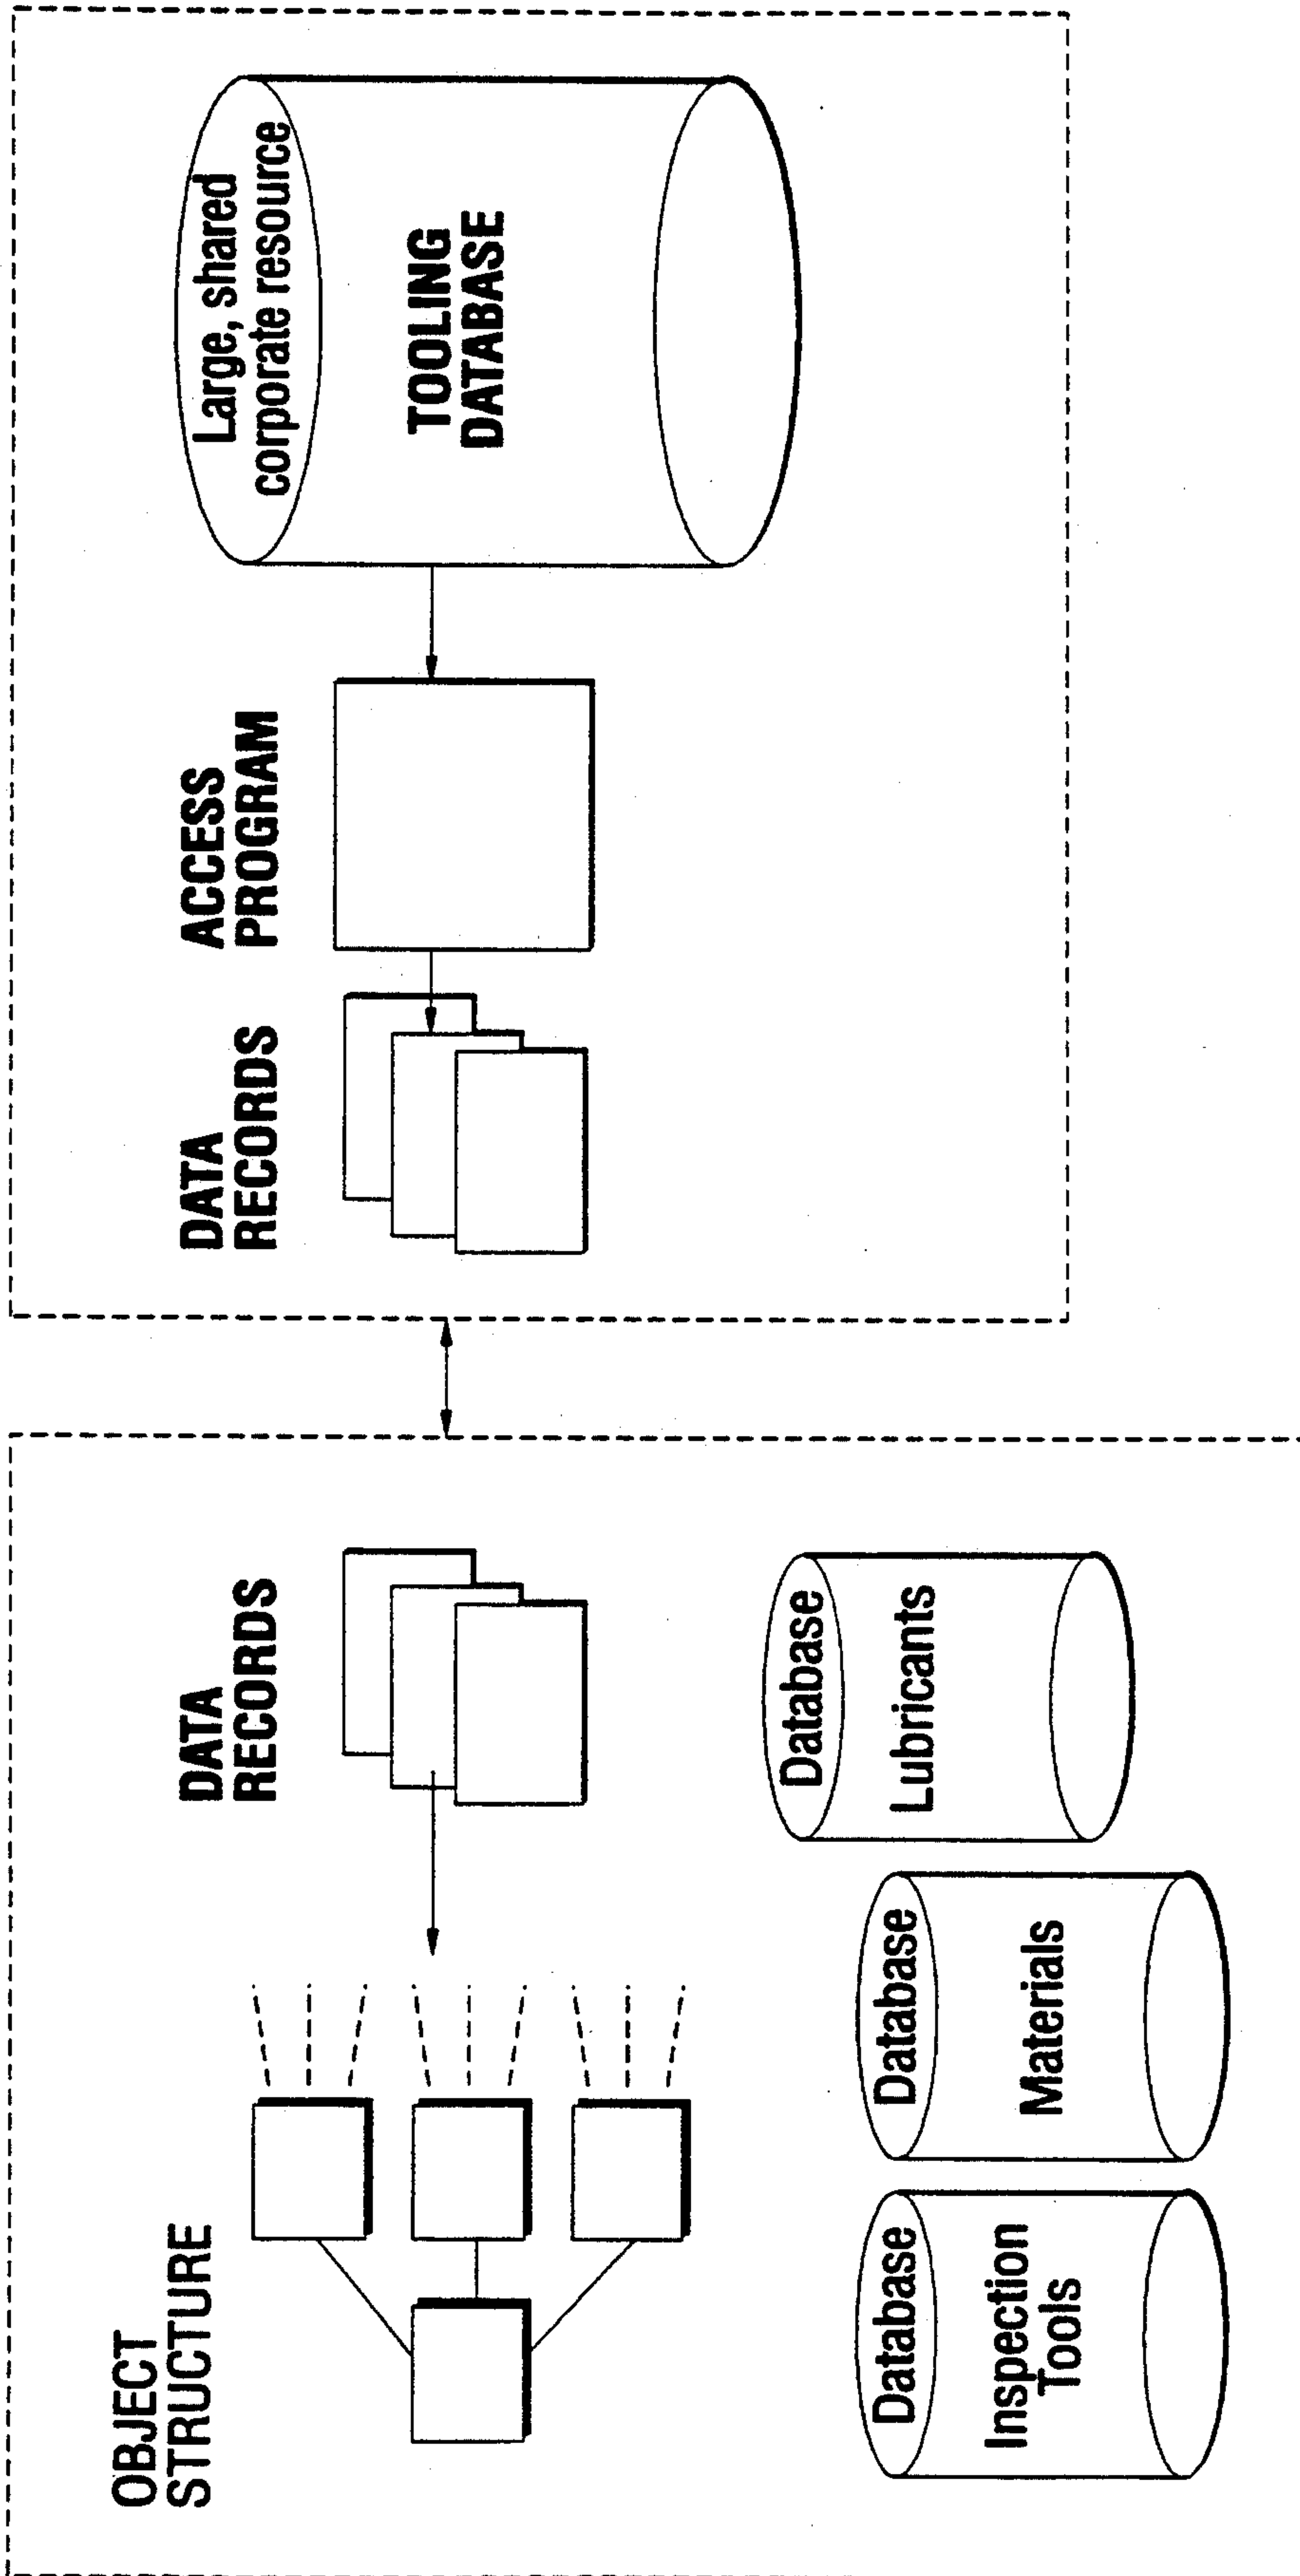 OBJECT
STRUCTURE
DATA
RECORDS
DATA
RECORDS
ACCESS
PROGRAM
Large, shared
corporate resource
TOOLING
DATABASE
Database
Inspection
Tools
Database
Materials
Database
Lubricants